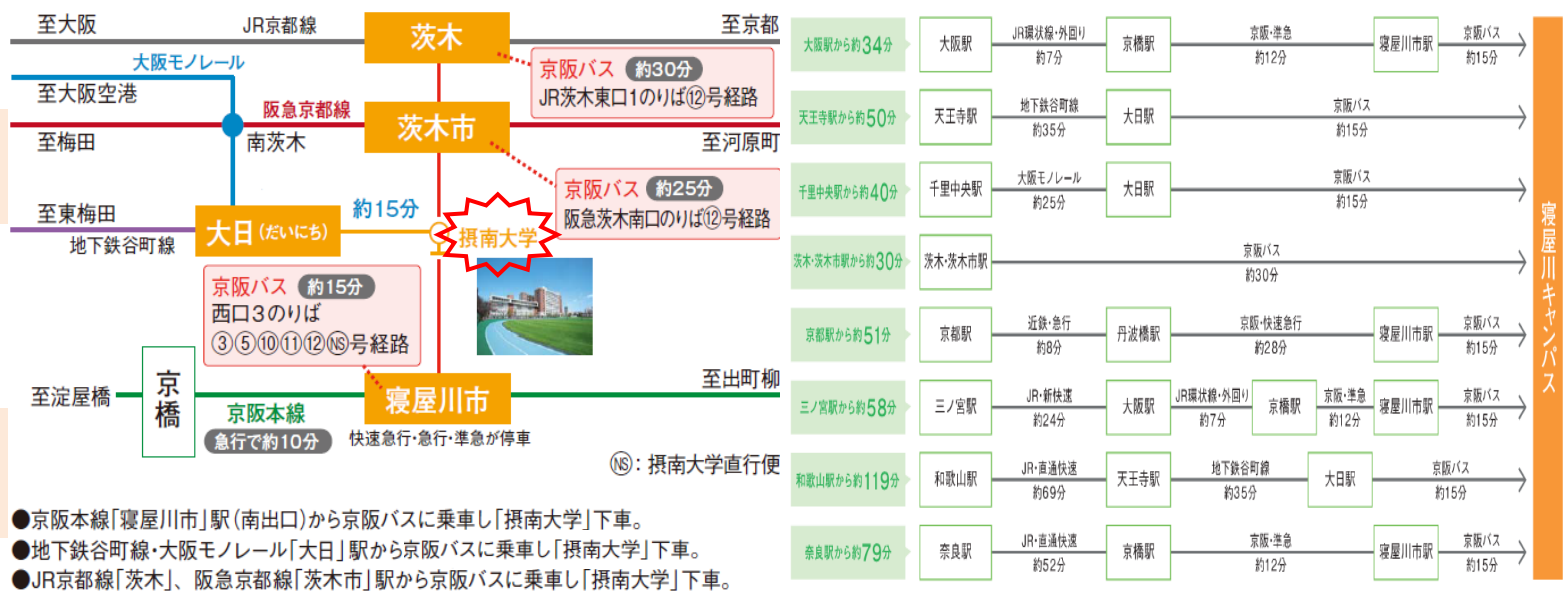 至大阪
JR京都線
茨木
至京都
大阪モノレール
京阪バス 約30分
JR茨木東口1のりば⑫号経路
至大阪空港
阪急京都線
茨木市
至梅田
南茨木
至河原町
京阪バス 約25分
阪急茨木南口のりば⑫号経路
至東梅田
地下鉄谷町線
大日(だいにち)
約15分
摂南大学
京阪バス 約15分
西口3のりば
③⑤⑩⑪⑫NS号経路
至淀屋橋
京橋
京阪本線
急行で約10分
寝屋川市
快速急行・急行・準急が停車
至出町柳
NS:摂南大学直行便
●京阪本線「寝屋川市」駅(南出口)から京阪バスに乗車し「摂南大学」下車。
●地下鉄谷町線・大阪モノレール「大日」駅から京阪バスに乗車し「摂南大学」下車。
●JR京都線「茨木」、阪急京都線「茨木市」駅から京阪バスに乗車し「摂南大学」下車。
大阪駅から約34分 大阪駅 JR環状線・外回り 約7分 京橋駅 京阪・準急 約12分 寝屋川市駅 京阪バス 約15分
天王寺駅から約50分 天王寺駅 地下鉄谷町線 約35分 大日駅 京阪バス 約15分
千里中央駅から約40分 千里中央駅 大阪モノレール 約25分 大日駅 京阪バス 約15分
茨木・茨木市駅から約30分 茨木・茨木市駅 京阪バス 約30分
京都駅から約51分 京都駅 近鉄・急行 約8分 丹波橋駅 京阪・快速急行 約28分 寝屋川市駅 京阪バス 約15分
三ノ宮駅から約58分 三ノ宮駅 JR・新快速 約24分 大阪駅 JR環状線・外回り 約7分 京橋駅 京阪・準急 約12分 寝屋川市駅 京阪バス 約15分
和歌山駅から約119分 和歌山駅 JR・直通快速 約69分 天王寺駅 地下鉄谷町線 約35分 大日駅 京阪バス 約15分
奈良駅から約79分 奈良駅 JR・直通快速 約52分 京橋駅 京阪・準急 約12分 寝屋川市駅 京阪バス 約15分
寝屋川キャンパス